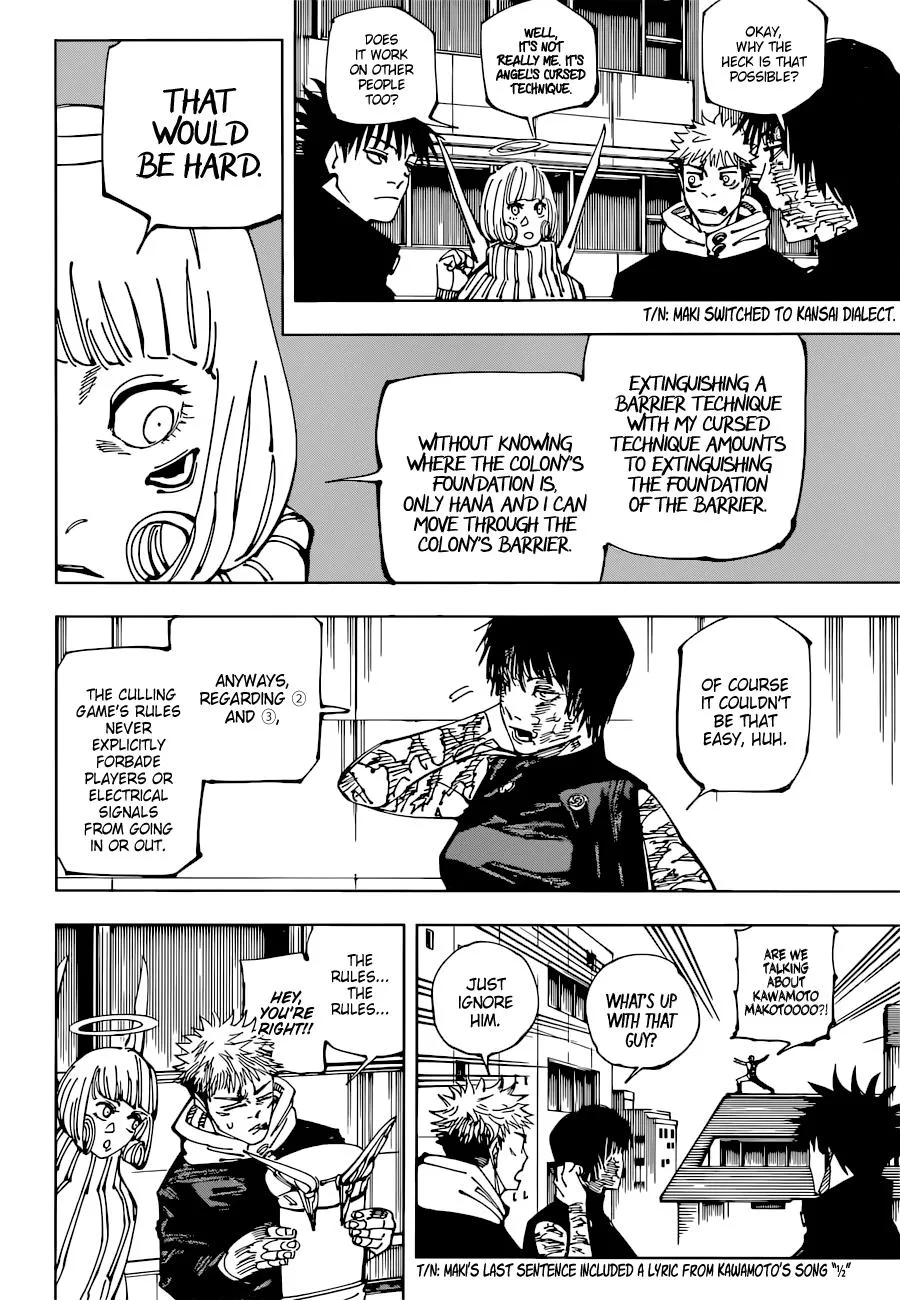 OKAY,
WHY THE
HECK IS THAT
POSSIBLE?
WELL,
IT'S NOT
REALLY ME. IT'S
ANGEL'S CURSED
TECHNIQUE.
DOES
IT WORK
ON OTHER
PEOPLE
TOO?
T/N: MAKI SWITCHED TO KANSAI DIALECT.
THAT
WOULD
BE HARD.
EXTINGUISHING A
BARRIER TECHNIQUE
WITH MY CURSED
TECHNIQUE AMOUNTS
TO EXTINGUISHING
THE FOUNDATION
OF THE BARRIER.
WITHOUT KNOWING
WHERE THE COLONY'S
FOUNDATION IS,
ONLY HANA AND I CAN
MOVE THROUGH THE
COLONY'S BARRIER.
OF COURSE
IT COULDN'T
BE THAT
EASY, HUH.
ANYWAYS,
REGARDING ②
AND ③,
THE CULLING
GAME'S RULES
NEVER
EXPLICITLY
FORBADE
PLAYERS OR
ELECTRICAL
SIGNALS
FROM GOING
IN OR OUT.
THE
RULES...
THE
RULES...
HEY,
YOU'RE
RIGHT!!
ARE WE
TALKING
ABOUT
KAWAMOTO
MAKOTOOOO?!
WHAT'S UP
WITH THAT
GUY?
JUST
IGNORE
HIM.
T/N: MAKI'S LAST SENTENCE INCLUDED A LYRIC FROM KAWAMOTO'S SONG "½"